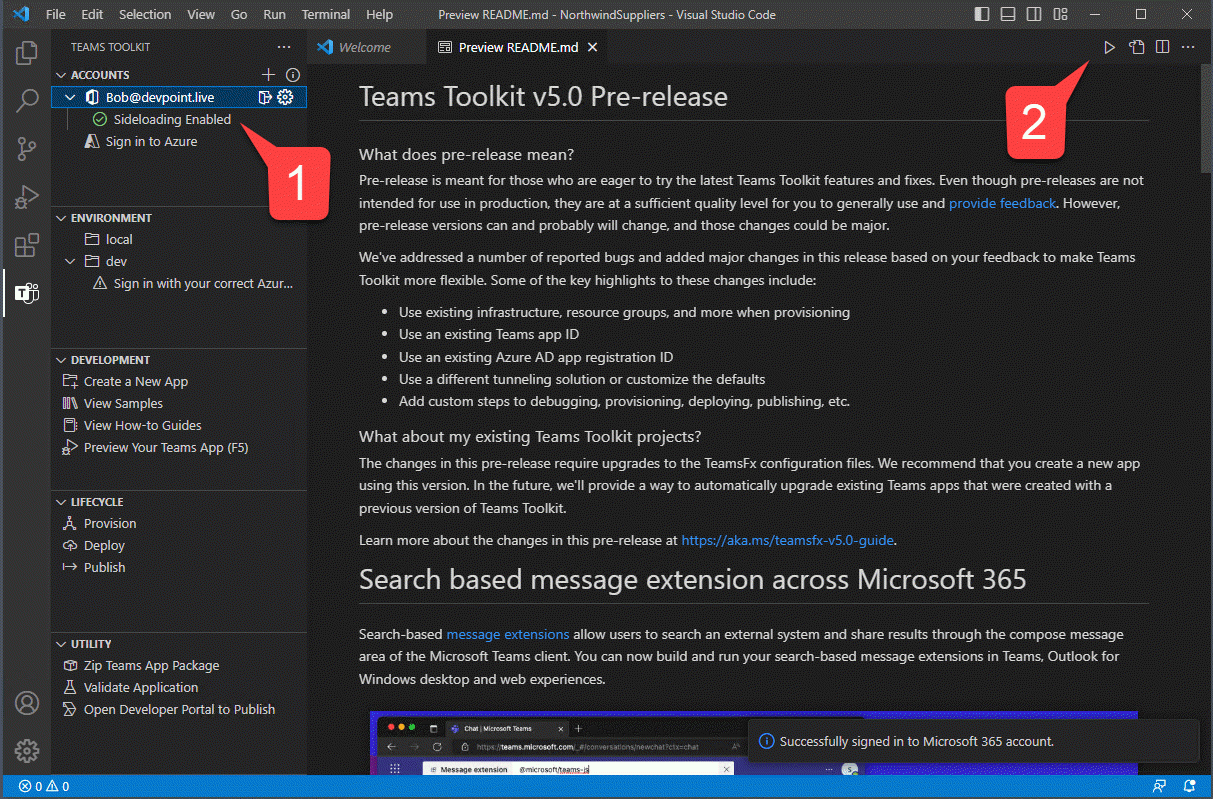 File Edit Selection View Go Run Terminal Help Preview README.md - NorthwindSuppliers - Visual Studio Code
TEAMS TOOLKIT ···
Welcome
Preview README.md
ACCOUNTS
Bob@devpoint.live
Sideloading Enabled
Sign in to Azure
1
2
ENVIRONMENT
local
dev
Sign in with your correct Azur...
DEVELOPMENT
Create a New App
View Samples
View How-to Guides
Preview Your Teams App (F5)
LIFECYCLE
Provision
Deploy
Publish
UTILITY
Zip Teams App Package
Validate Application
Open Developer Portal to Publish
Teams Toolkit v5.0 Pre-release
What does pre-release mean?
Pre-release is meant for those who are eager to try the latest Teams Toolkit features and fixes. Even though pre-releases are not
intended for use in production, they are at a sufficient quality level for you to generally use and provide feedback. However,
pre-release versions can and probably will change, and those changes could be major.
We've addressed a number of reported bugs and added major changes in this release based on your feedback to make Teams
Toolkit more flexible. Some of the key highlights to these changes include:
• Use existing infrastructure, resource groups, and more when provisioning
• Use an existing Teams app ID
• Use an existing Azure AD app registration ID
• Use a different tunneling solution or customize the defaults
• Add custom steps to debugging, provisioning, deploying, publishing, etc.
What about my existing Teams Toolkit projects?
The changes in this pre-release require upgrades to the TeamsFx configuration files. We recommend that you create a new app
using this version. In the future, we'll provide a way to automatically upgrade existing Teams apps that were created with a
previous version of Teams Toolkit.
Learn more about the changes in this pre-release at https://aka.ms/teamsfx-v5.0-guide.
Search based message extension across Microsoft 365
Search-based message extensions allow users to search an external system and share results through the compose message
area of the Microsoft Teams client. You can now build and run your search-based message extensions in Teams, Outlook for
Windows desktop and web experiences.
Chat | Microsoft Teams
https://teams.microsoft.com/_#/conversations/newchat?ctx=chat
Message extension @microsoft/teams-js
Successfully signed in to Microsoft 365 account.
0 0